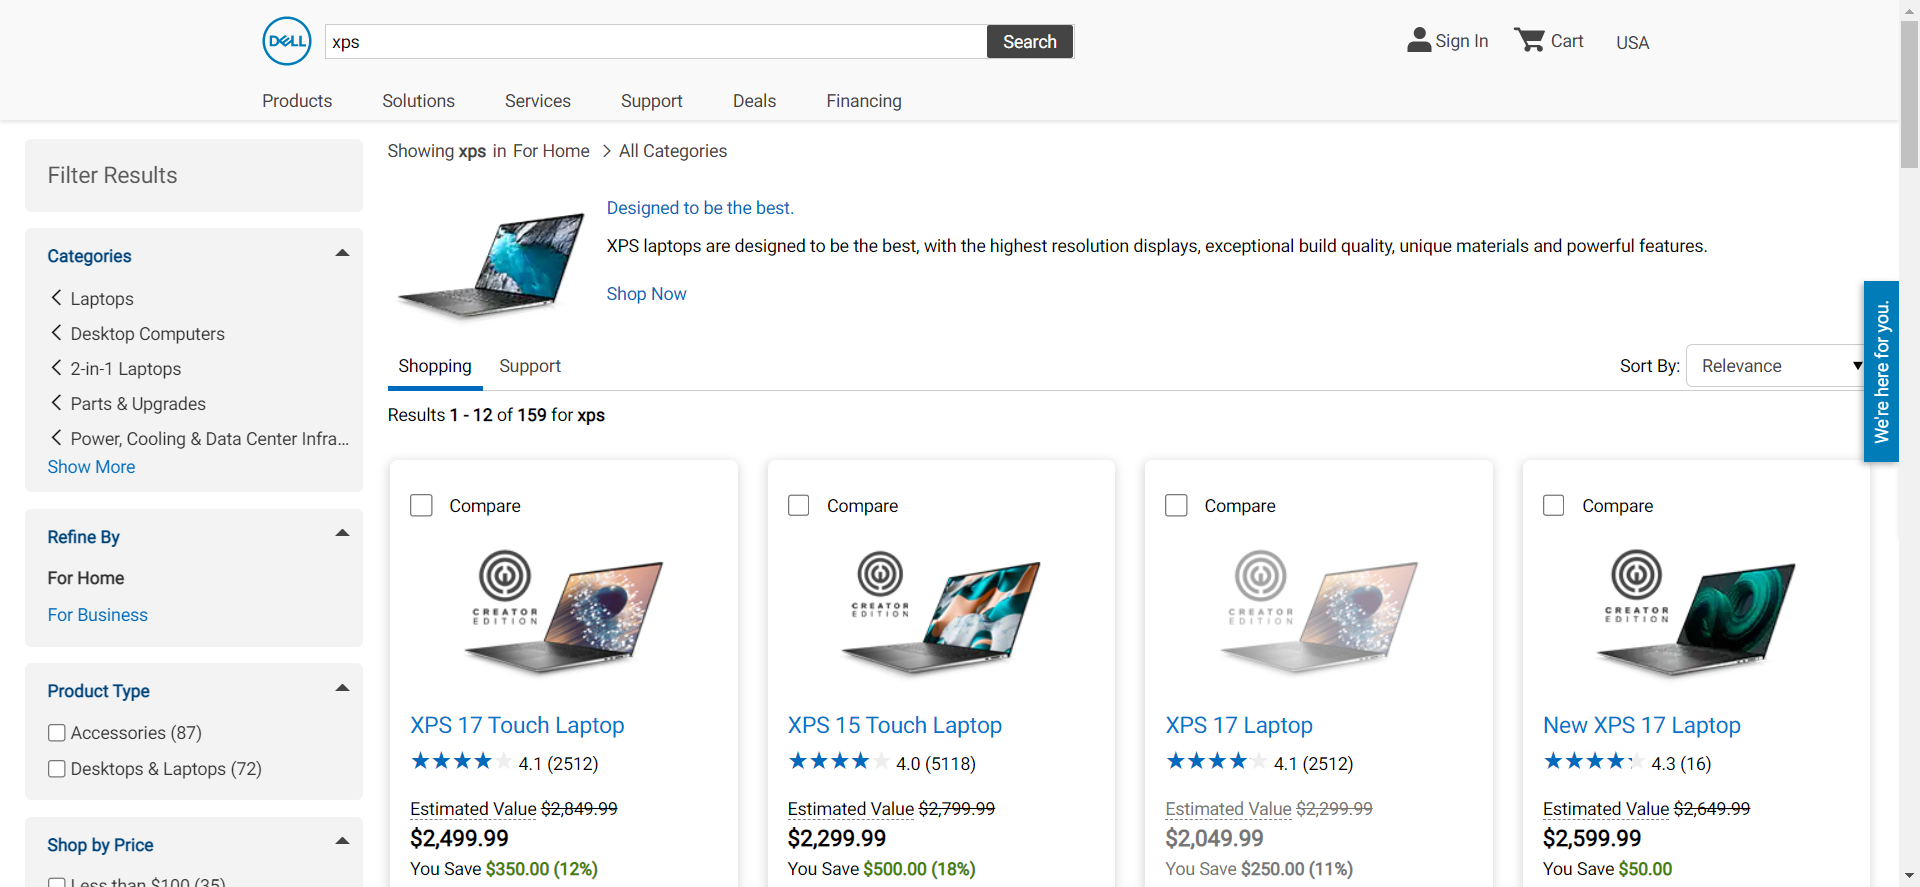 DELL
xps
Search
Sign In
Cart
USA
Products
Solutions
Services
Support
Deals
Financing
Filter Results
Categories
Laptops
Desktop Computers
2-in-1 Laptops
Parts & Upgrades
Power, Cooling & Data Center Infra...
Show More
Refine By
For Home
For Business
Product Type
Accessories (87)
Desktops & Laptops (72)
Shop by Price
Less than $100 (35)
Showing xps in For Home > All Categories
Designed to be the best.
XPS laptops are designed to be the best, with the highest resolution displays, exceptional build quality, unique materials and powerful features.
Shop Now
Shopping
Support
Sort By:
Relevance
We're here for you.
Results 1 - 12 of 159 for xps
Compare
CREATOR
EDITION
XPS 17 Touch Laptop
4.1 (2512)
Estimated Value $2,849.99
$2,499.99
You Save $350.00 (12%)
Compare
CREATOR
EDITION
XPS 15 Touch Laptop
4.0 (5118)
Estimated Value $2,799.99
$2,299.99
You Save $500.00 (18%)
Compare
CREATOR
EDITION
XPS 17 Laptop
4.1 (2512)
Estimated Value $2,299.99
$2,049.99
You Save $250.00 (11%)
Compare
CREATOR
EDITION
New XPS 17 Laptop
4.3 (16)
Estimated Value $2,649.99
$2,599.99
You Save $50.00